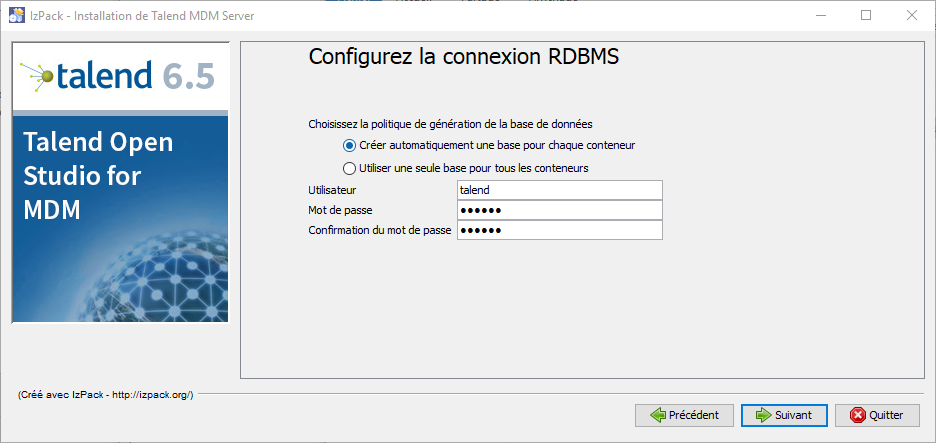 IzPack - Installation de Talend MDM Server
talend 6.5
Talend Open
Studio for
MDM
Configurez la connexion RDBMS
Choisissez la politique de génération de la base de données
Créer automatiquement une base pour chaque conteneur
Utiliser une seule base pour tous les conteneurs
Utilisateur talend
Mot de passe ••••••
Confirmation du mot de passe ••••••
(Créé avec IzPack - http://izpack.org/)
Précédent Suivant Quitter